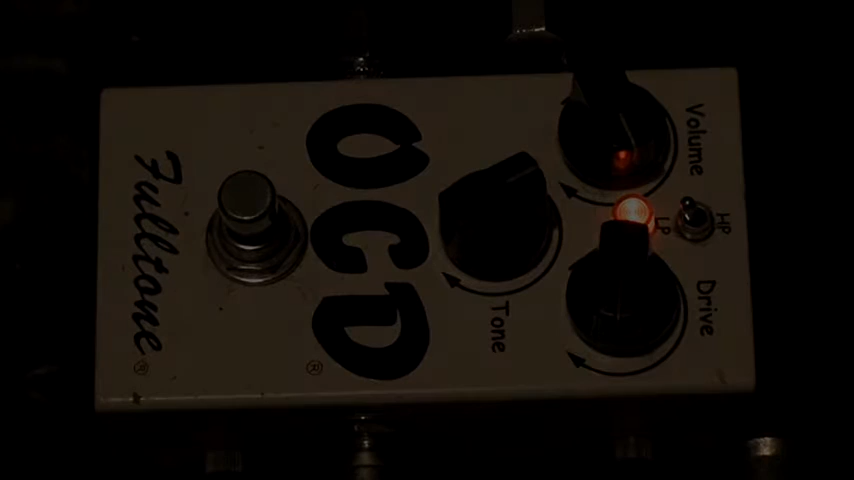 Volume
HP
LP
Drive
Tone
OCD®
Fulltone®